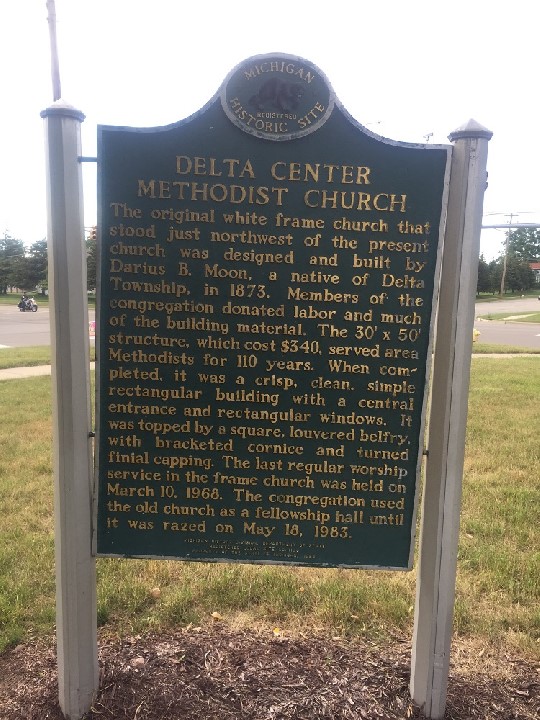 MICHIGAN
REGISTERED
HISTORIC SITE
DELTA CENTER
METHODIST CHURCH
The original white frame church that
stood just northwest of the present
church was designed and built by
Darius B. Moon, a native of Delta
Township, in 1873. Members of the
congregation donated labor and much
of the building material. The 30' x 50'
structure, which cost $340, served area
Methodists for 110 years. When com-
pleted, it was a crisp, clean, simple
rectangular building with a central
entrance and rectangular windows. It
was topped by a square, louvered belfry,
with bracketed cornice and turned
finial capping. The last regular worship
service in the frame church was held on
March 10, 1968. The congregation used
the old church as a fellowship hall until
it was razed on May 18, 1983.